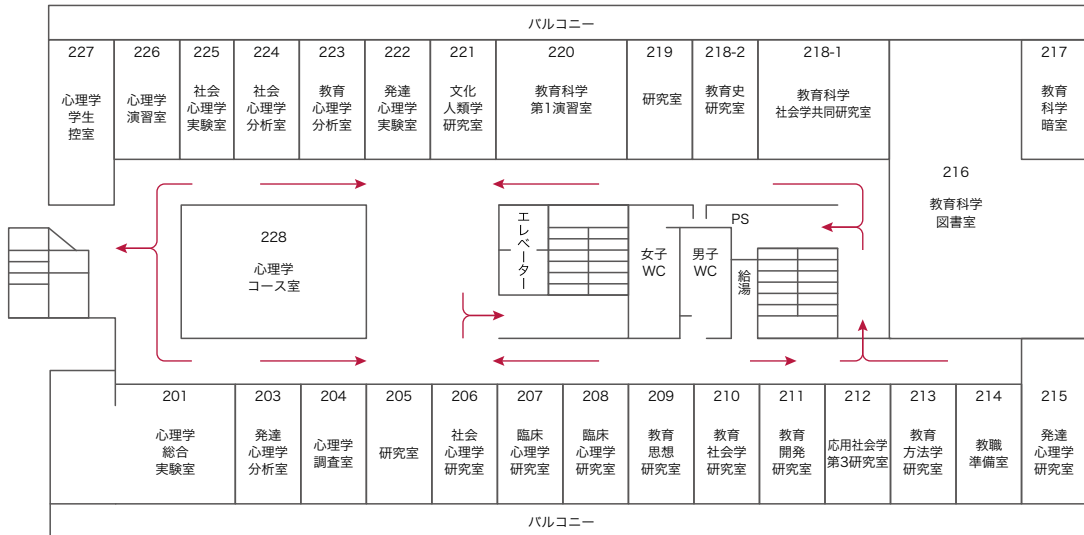 バルコニー
227
心理学
学生
控室
226
心理学
演習室
225
社会
心理学
実験室
224
社会
心理学
分析室
223
教育
心理学
分析室
222
発達
心理学
実験室
221
文化
人類学
研究室
220
教育科学
第1演習室
219
研究室
218-2
教育史
研究室
218-1
教育科学
社会学共同研究室
217
教育
科学
暗室
216
教育科学
図書室
228
心理学
コース室
エレベーター
女子
WC
男子
WC
PS
給湯
201
心理学
総合
実験室
203
発達
心理学
分析室
204
心理学
調査室
205
研究室
206
社会
心理学
研究室
207
臨床
心理学
研究室
208
臨床
心理学
研究室
209
教育
思想
研究室
210
教育
社会学
研究室
211
教育
開発
研究室
212
応用社会学
第3研究室
213
教育
方法学
研究室
214
教職
準備室
215
発達
心理学
研究室
バルコニー